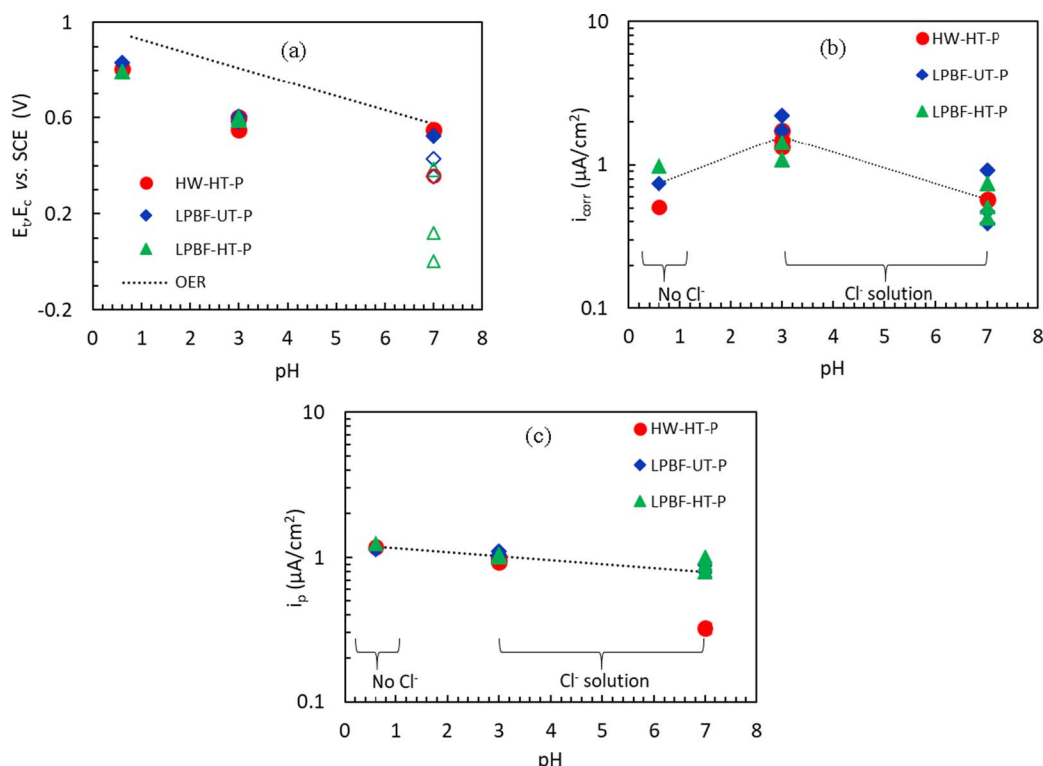 (a)
E_t,E_c vs. SCE (V)
1
0.6
0.2
-0.2
HW-HT-P
LPBF-UT-P
LPBF-HT-P
OER
0 1 2 3 4 5 6 7 8
pH
(b)
i_corr (μA/cm²)
10
1
0.1
HW-HT-P
LPBF-UT-P
LPBF-HT-P
No Cl⁻
Cl⁻ solution
0 1 2 3 4 5 6 7 8
pH
(c)
i_p (μA/cm²)
10
1
0.1
HW-HT-P
LPBF-UT-P
LPBF-HT-P
No Cl⁻
Cl⁻ solution
0 1 2 3 4 5 6 7 8
pH